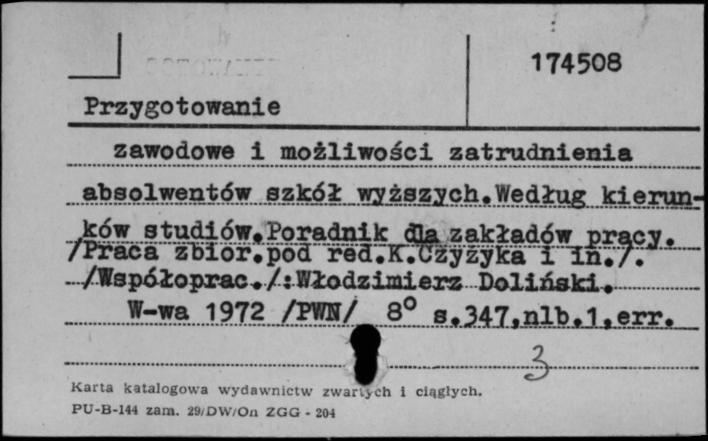 174508
Przygotowanie
zawodowe i możliwości zatrudnienia
absolwentów szkół wyższych.Według kierun-
ków studiów.Poradnik dla zakładów pracy.
/Praca zbior.pod red.K.Czyżyka i in./.
/Współoprac./:Włodzimierz Doliński.
W-wa 1972 /PWN/ 8° s.347,nlb.1,err.
3
Karta katalogowa wydawnictw zwartych i ciągłych.
PU-B-144 zam. 29/DW/On ZGG - 204